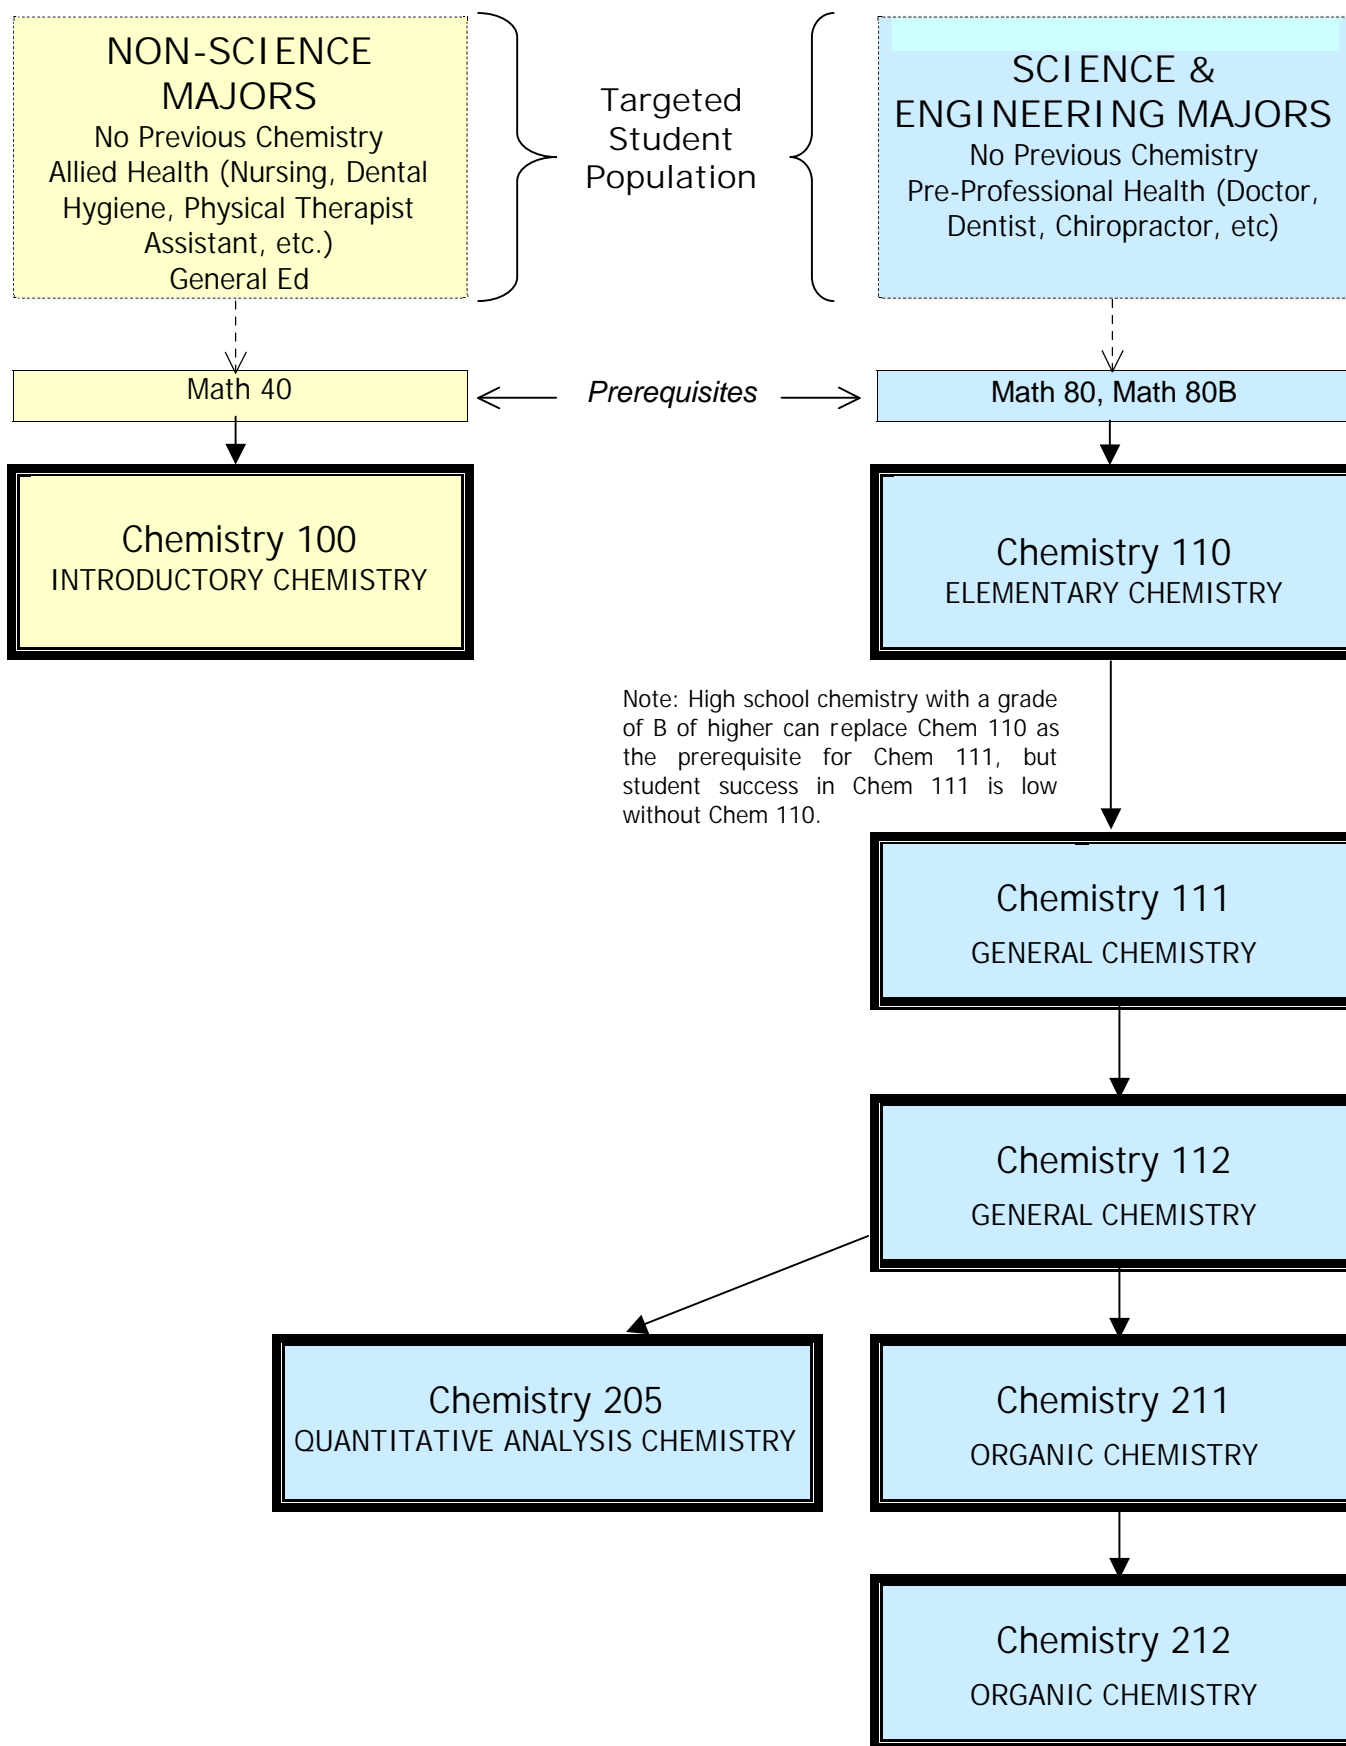 NON-SCIENCE
MAJORS
No Previous Chemistry
Allied Health (Nursing, Dental
Hygiene, Physical Therapist
Assistant, etc.)
General Ed
Targeted
Student
Population
SCIENCE &
ENGINEERING MAJORS
No Previous Chemistry
Pre-Professional Health (Doctor,
Dentist, Chiropractor, etc)
Math 40
Prerequisites
Math 80, Math 80B
Chemistry 100
INTRODUCTORY CHEMISTRY
Chemistry 110
ELEMENTARY CHEMISTRY
Note: High school chemistry with a grade
of B of higher can replace Chem 110 as
the prerequisite for Chem 111, but
student success in Chem 111 is low
without Chem 110.
Chemistry 111
GENERAL CHEMISTRY
Chemistry 112
GENERAL CHEMISTRY
Chemistry 205
QUANTITATIVE ANALYSIS CHEMISTRY
Chemistry 211
ORGANIC CHEMISTRY
Chemistry 212
ORGANIC CHEMISTRY